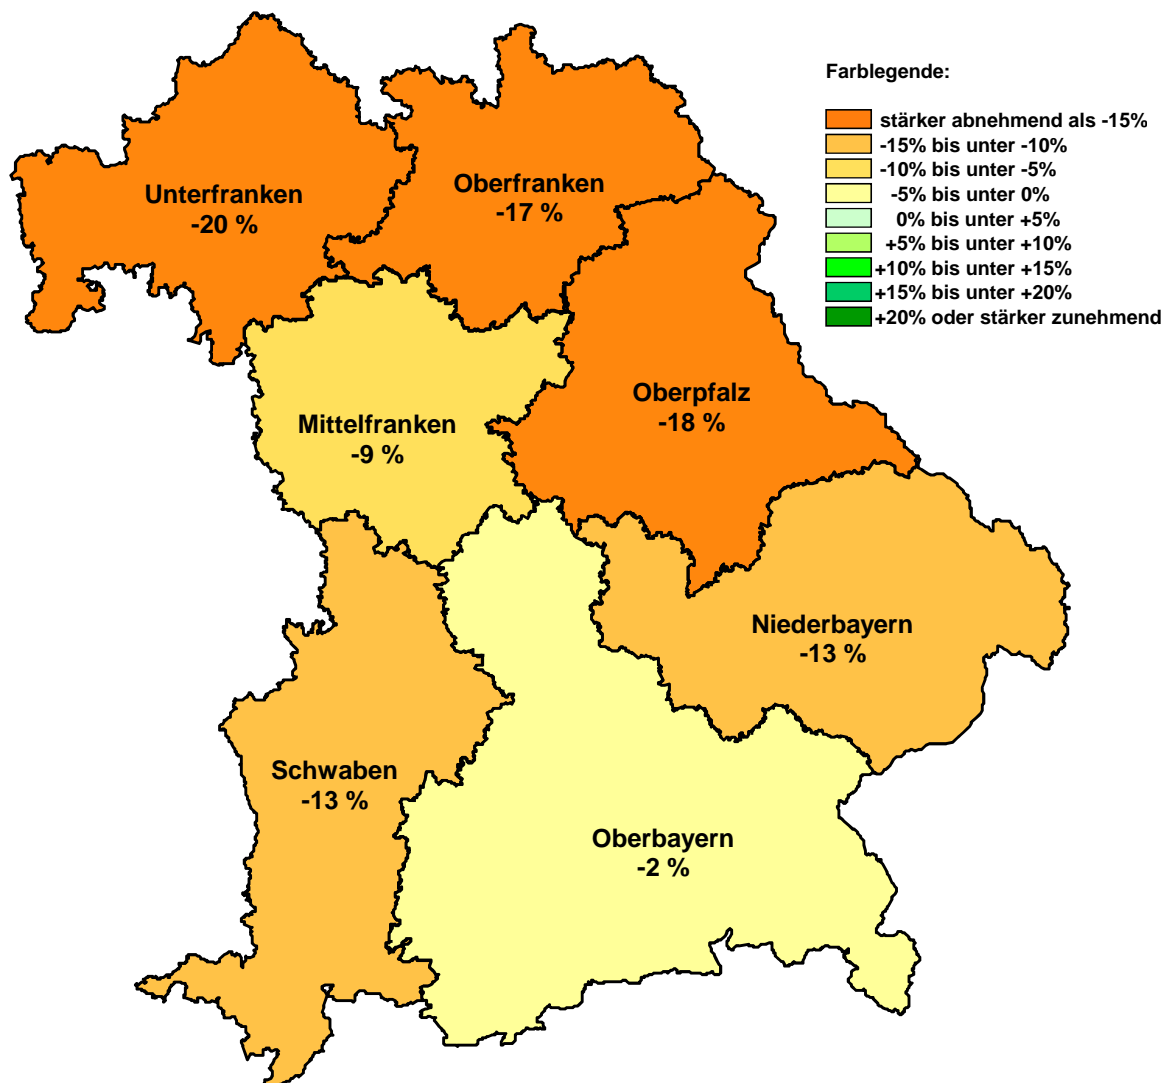 Farblegende:
stärker abnehmend als -15%
-15% bis unter -10%
-10% bis unter -5%
-5% bis unter 0%
0% bis unter +5%
+5% bis unter +10%
+10% bis unter +15%
+15% bis unter +20%
+20% oder stärker zunehmend
Unterfranken
-20 %
Oberfranken
-17 %
Oberpfalz
-18 %
Mittelfranken
-9 %
Niederbayern
-13 %
Schwaben
-13 %
Oberbayern
-2 %